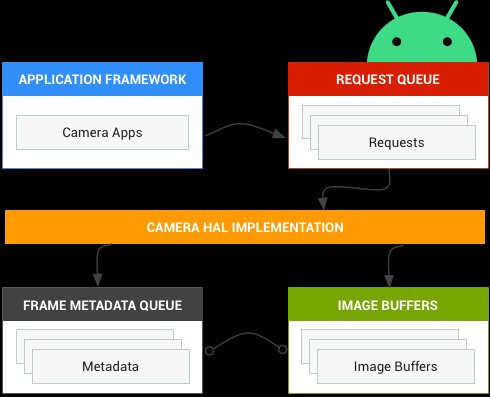 APPLICATION FRAMEWORK
Camera Apps
REQUEST QUEUE
Requests
CAMERA HAL IMPLEMENTATION
FRAME METADATA QUEUE
Metadata
IMAGE BUFFERS
Image Buffers